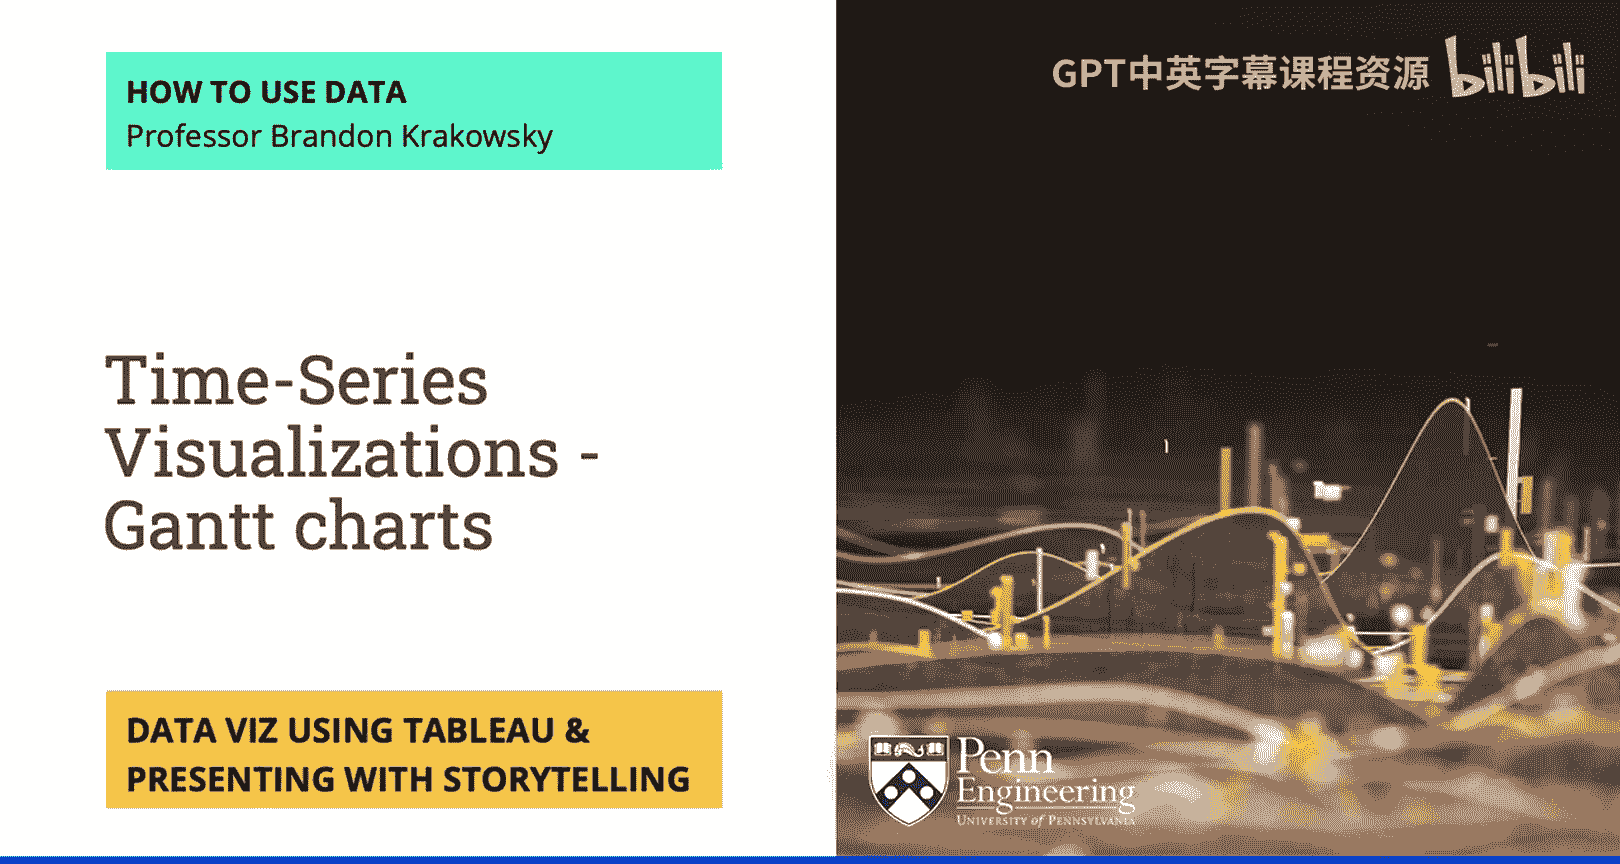 HOW TO USE DATA
Professor Brandon Krakowsky
Time-Series
Visualizations -
Gantt charts
DATA VIZ USING TABLEAU &
PRESENTING WITH STORYTELLING
GPT中英字幕课程资源 bilibili
Penn
Engineering
UNIVERSITY of PENNSYLVANIA